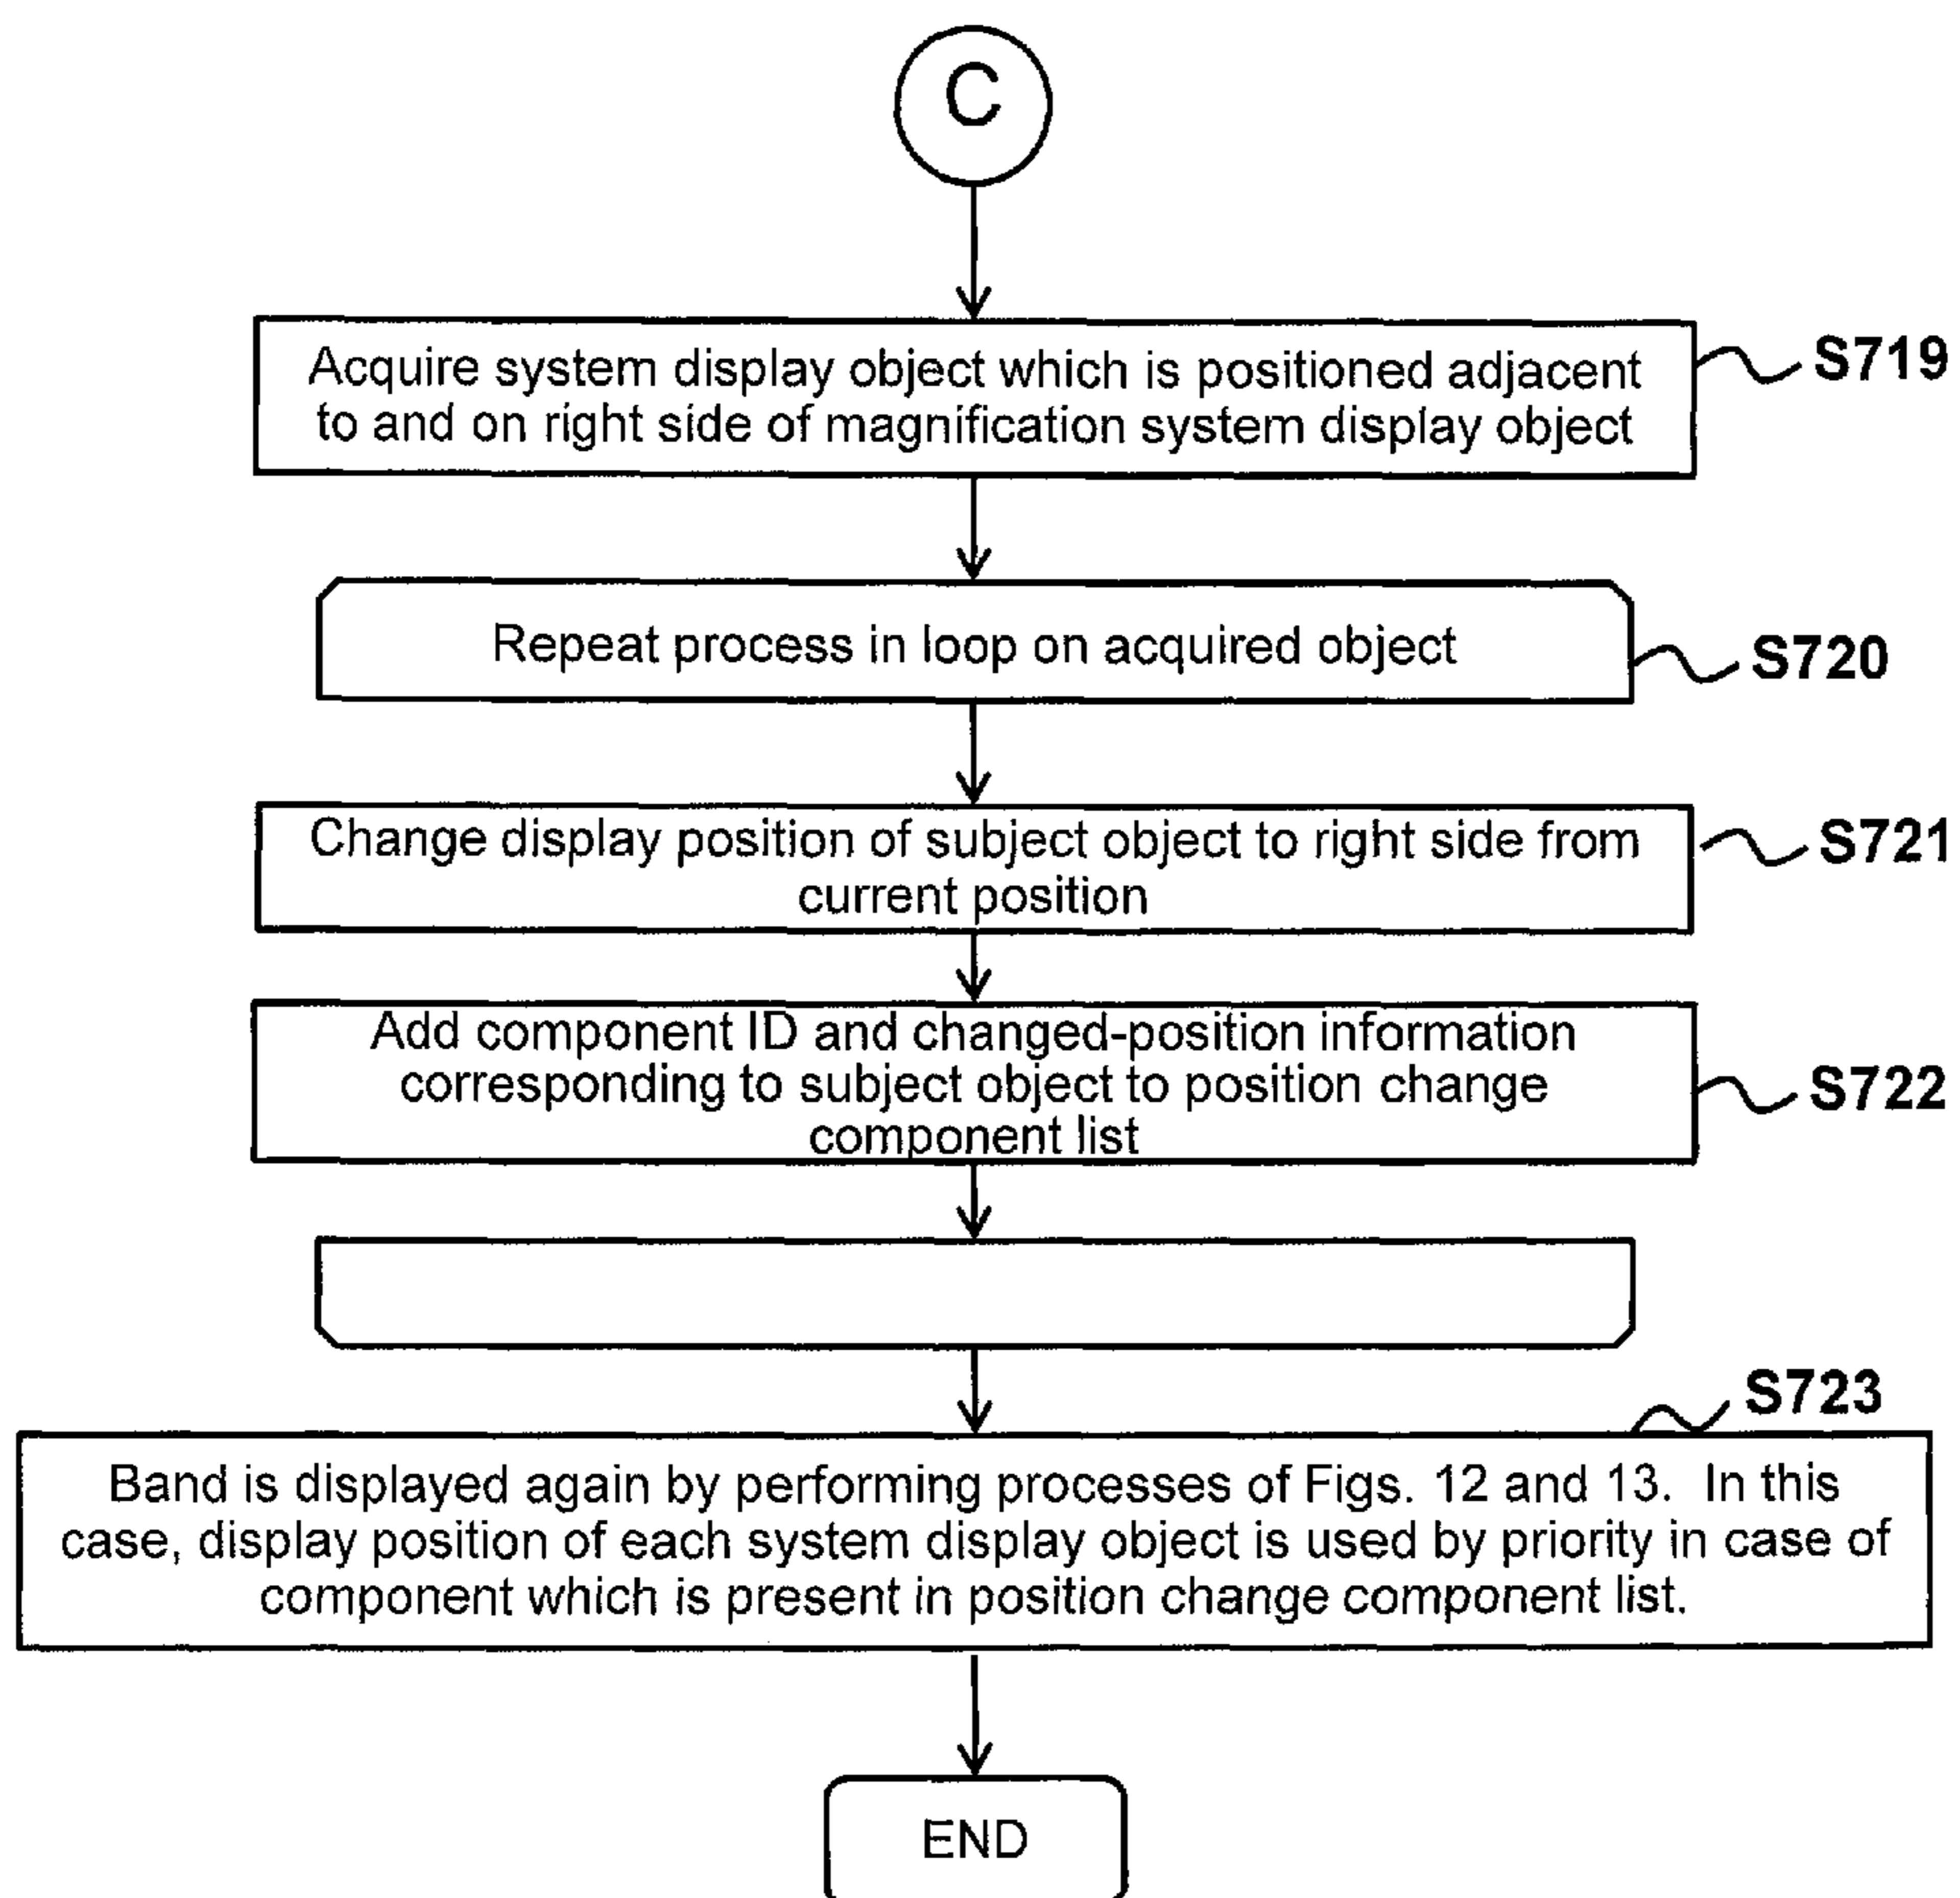 C
Acquire system display object which is positioned adjacent
to and on right side of magnification system display object
S719
Repeat process in loop on acquired object
S720
Change display position of subject object to right side from
current position
S721
Add component ID and changed-position information
corresponding to subject object to position change
component list
S722
S723
Band is displayed again by performing processes of Figs. 12 and 13. In this
case, display position of each system display object is used by priority in case of
component which is present in position change component list.
END